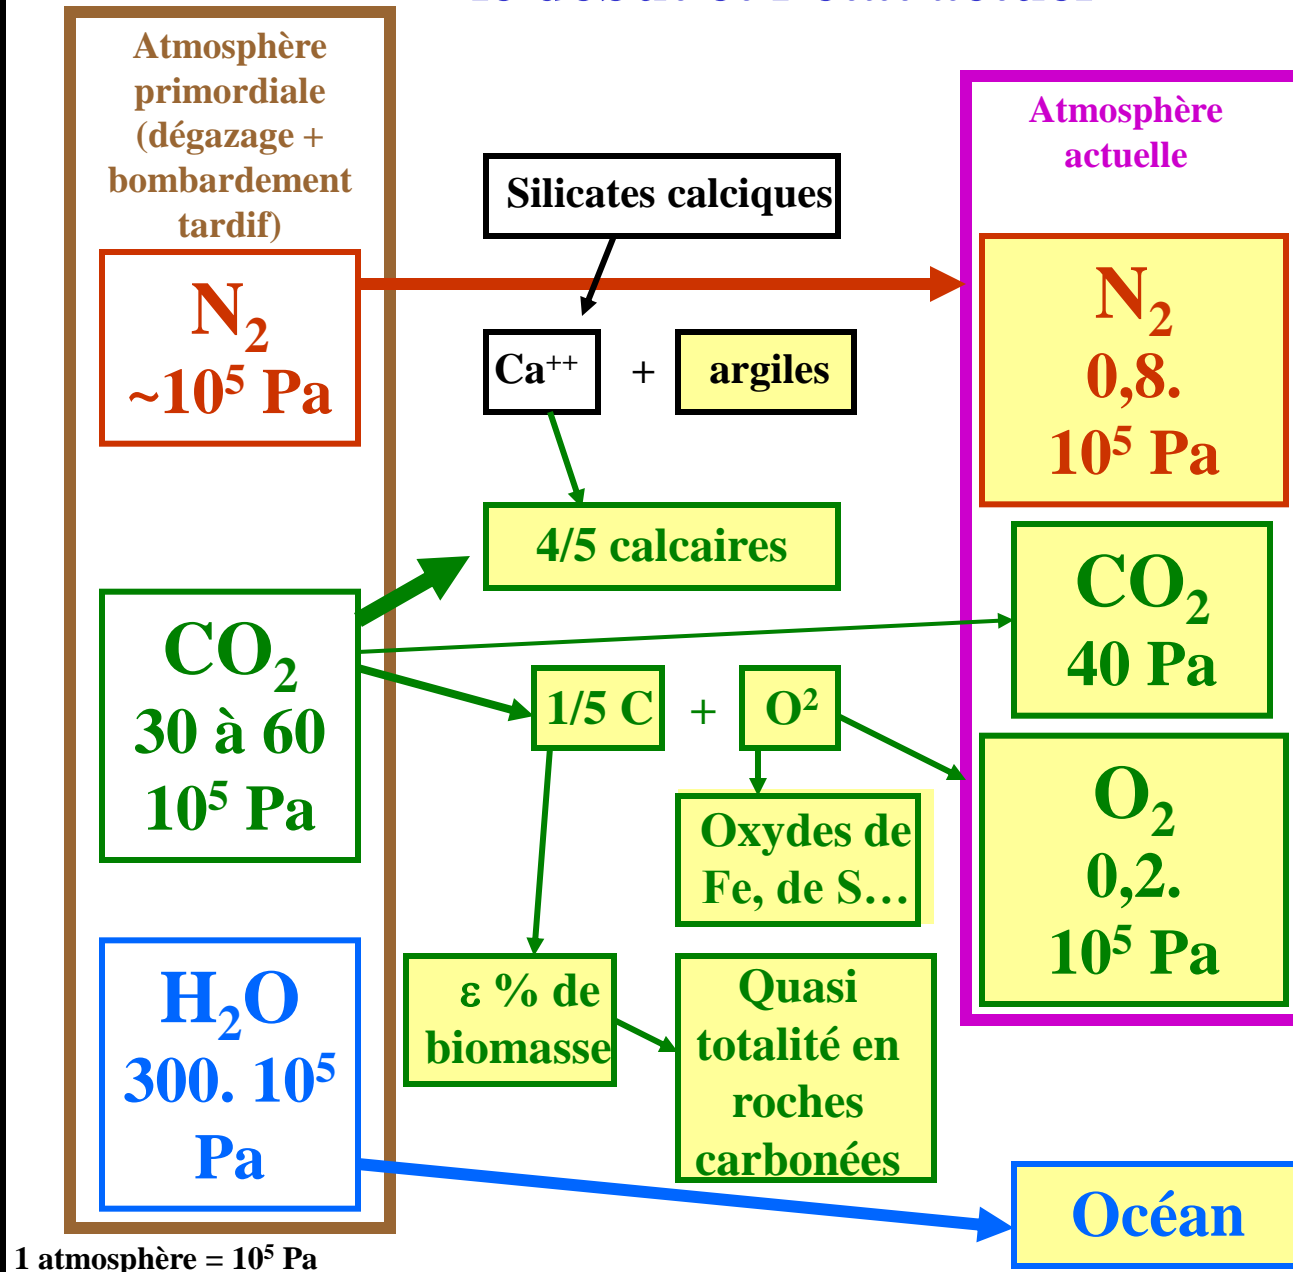 Atmosphère
primordiale
(dégazage +
bombardement
tardif)
N₂
~10⁵ Pa
CO₂
30 à 60
10⁵ Pa
H₂O
300. 10⁵
Pa
1 atmosphère = 10⁵ Pa
Silicates calciques
Ca⁺⁺ + argiles
4/5 calcaires
1/5 C + O²
Oxydes de
Fe, de S…
ε % de
biomasse
Quasi
totalité en
roches
carbonées
Atmosphère
actuelle
N₂
0,8.
10⁵ Pa
CO₂
40 Pa
O₂
0,2.
10⁵ Pa
Océan